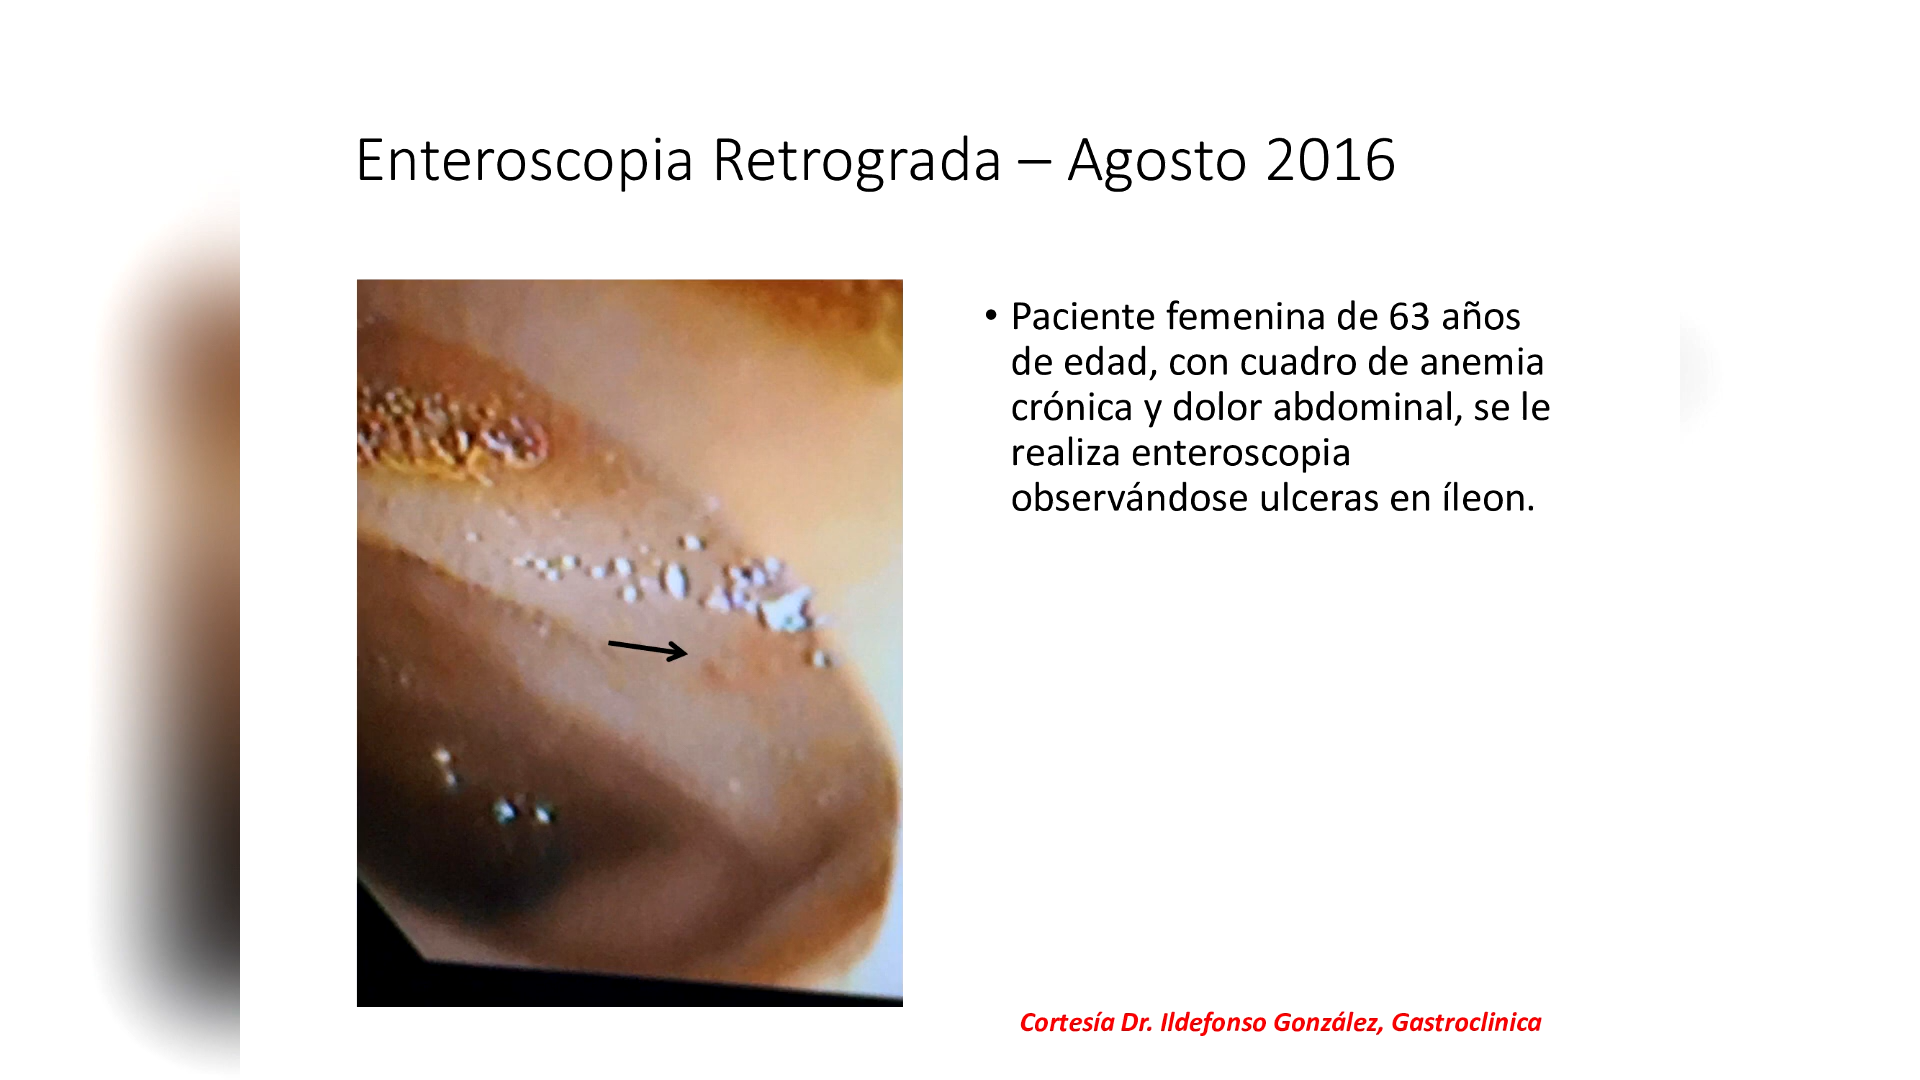 Enteroscopia Retrograda – Agosto 2016
• Paciente femenina de 63 años
de edad, con cuadro de anemia
crónica y dolor abdominal, se le
realiza enteroscopia
observándose ulceras en íleon.
Cortesía Dr. Ildefonso González, Gastroclinica